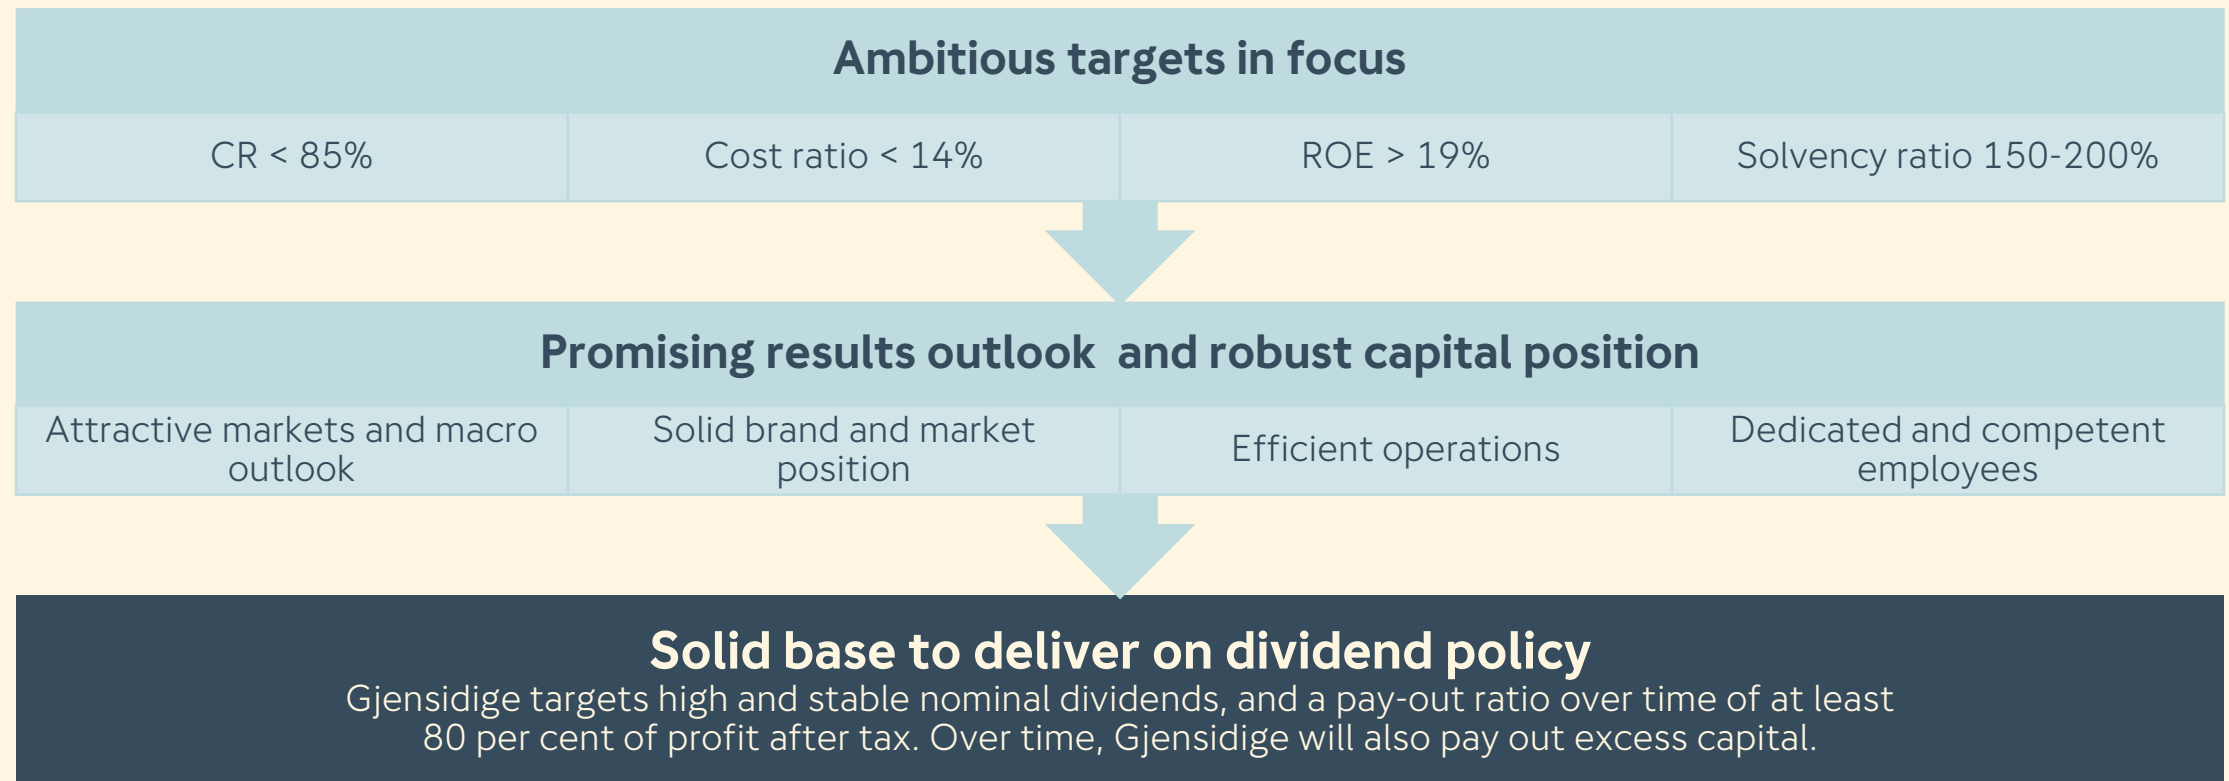 Ambitious targets in focus
CR < 85%
Cost ratio < 14%
ROE > 19%
Solvency ratio 150-200%
Promising results outlook  and robust capital position
Attractive markets and macro
outlook
Solid brand and market
position
Efficient operations
Dedicated and competent
employees
Solid base to deliver on dividend policy
Gjensidige targets high and stable nominal dividends, and a pay-out ratio over time of at least
80 per cent of profit after tax. Over time, Gjensidige will also pay out excess capital.